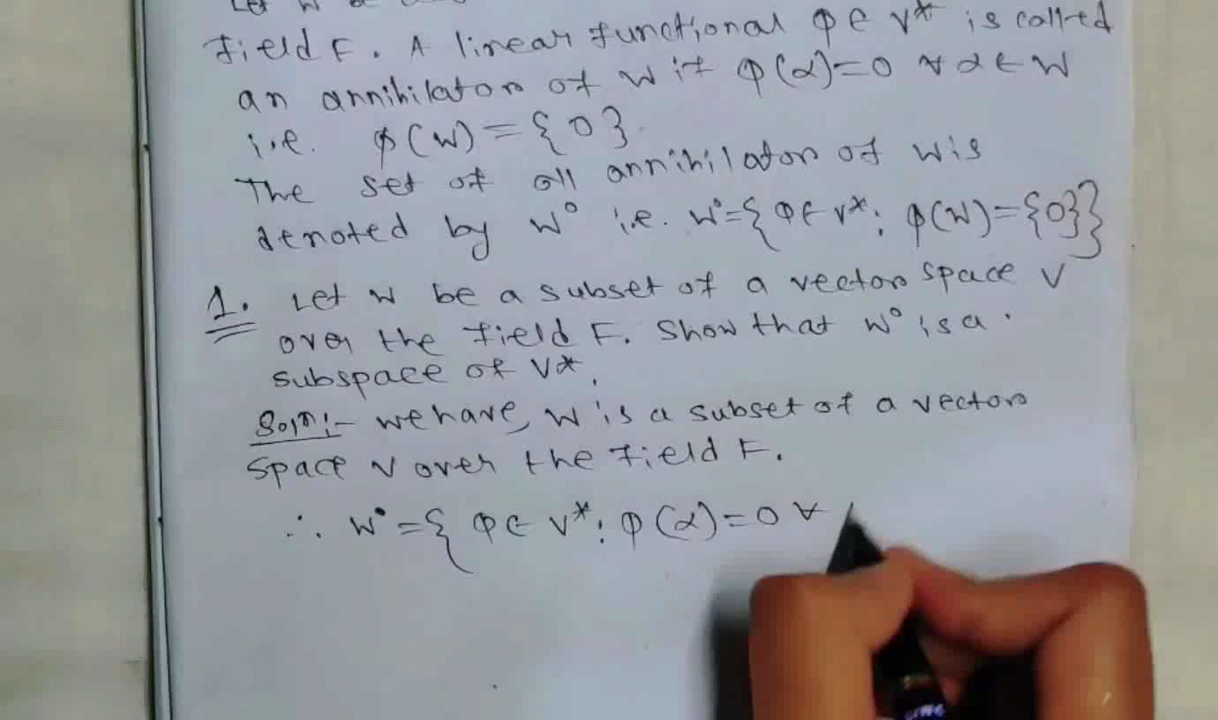 Let W be a
field F. A linear functional φ ∈ V* is called
an annihilator of W if φ(α)=0 ∀ α ∈ W
i.e. φ(W) = {0}
The set of all annihilator of W is
denoted by W° i.e. W°={φ ∈ V*: φ(W)={0}}
1. Let W be a subset of a vector space V
over the field F. Show that W° is a
subspace of V*.
Soln:- we have, W is a subset of a vector
space V over the field F.
∴ W°={ φ ∈ V*: φ(α)=0 ∀